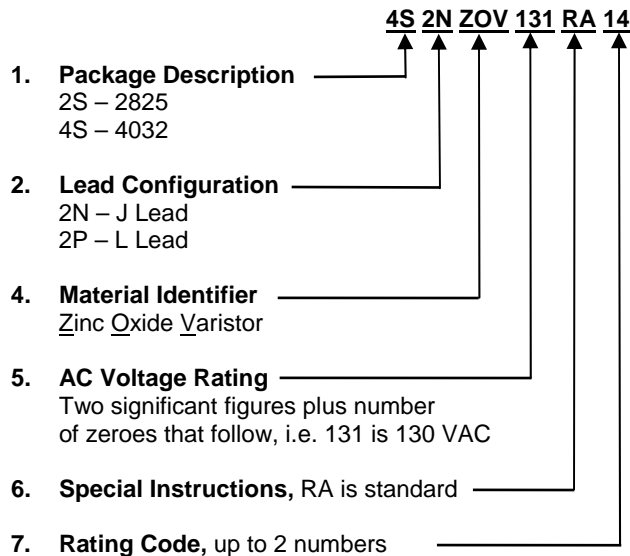 4S 2N ZOV 131 RA 14
1. Package Description
2S – 2825
4S – 4032
2. Lead Configuration
2N – J Lead
2P – L Lead
4. Material Identifier
Zinc Oxide Varistor
5. AC Voltage Rating
Two significant figures plus number
of zeroes that follow, i.e. 131 is 130 VAC
6. Special Instructions, RA is standard
7. Rating Code, up to 2 numbers